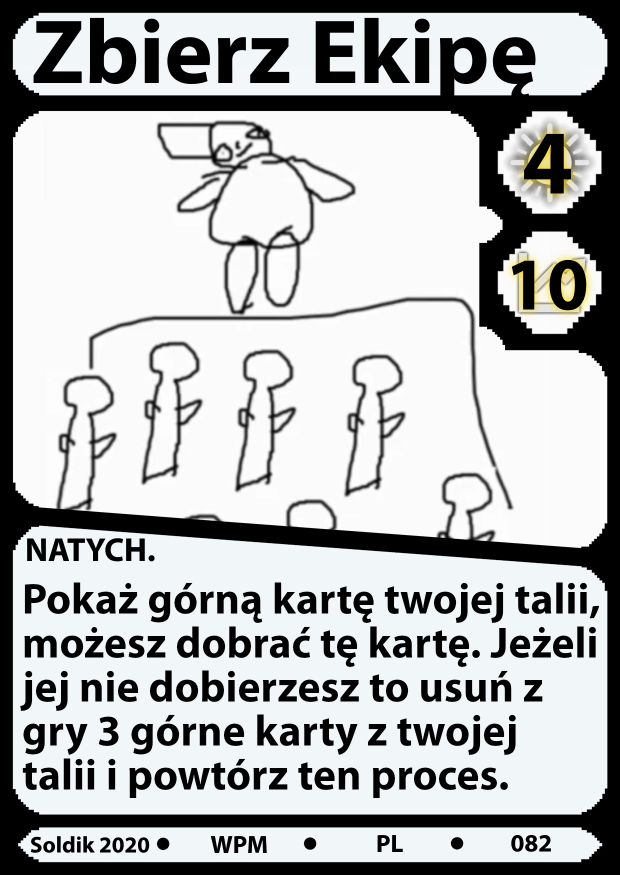 Zbierz Ekipę
4
10
NATYCH.
Pokaż górną kartę twojej talii,
możesz dobrać tę kartę. Jeżeli
jej nie dobierzesz to usuń z
gry 3 górne karty z twojej
talii i powtórz ten proces.
Soldik 2020 • WPM • PL • 082